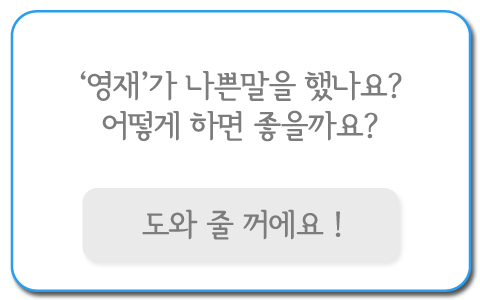 ‘영재’가 나쁜말을 했나요?
어떻게 하면 좋을까요?
도와 줄 꺼에요 !